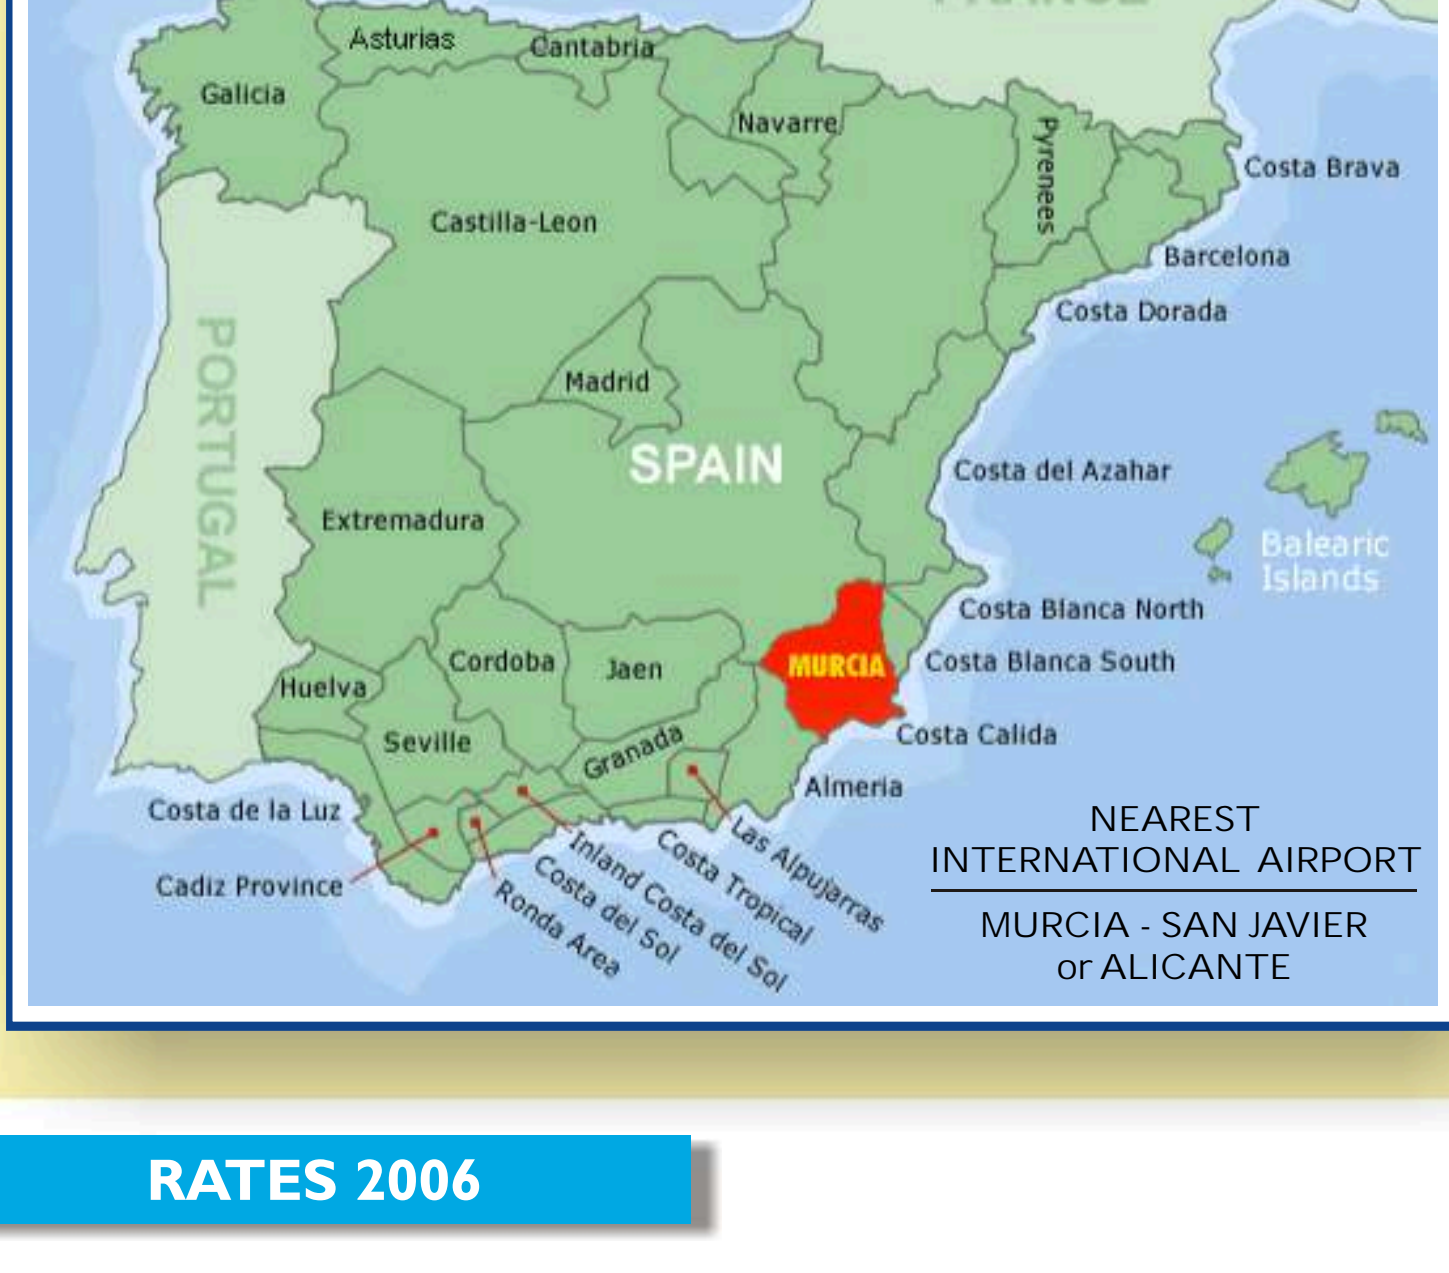 FRANCE
Asturias
Cantabria
Galicia
Navarre
Pyrenees
Costa Brava
Castilla-Leon
Barcelona
Costa Dorada
PORTUGAL
Madrid
SPAIN
Costa del Azahar
Extremadura
Balearic
Islands
Costa Blanca North
Cordoba
Jaen
MURCIA
Costa Blanca South
Huelva
Seville
Granada
Costa Calida
Almeria
Costa de la Luz
Cadiz Province
Las Alpujarras
Costa Tropical
Inland Costa del Sol
Costa del Sol
Ronda Area
NEAREST
INTERNATIONAL AIRPORT
MURCIA - SAN JAVIER
or ALICANTE
RATES 2006